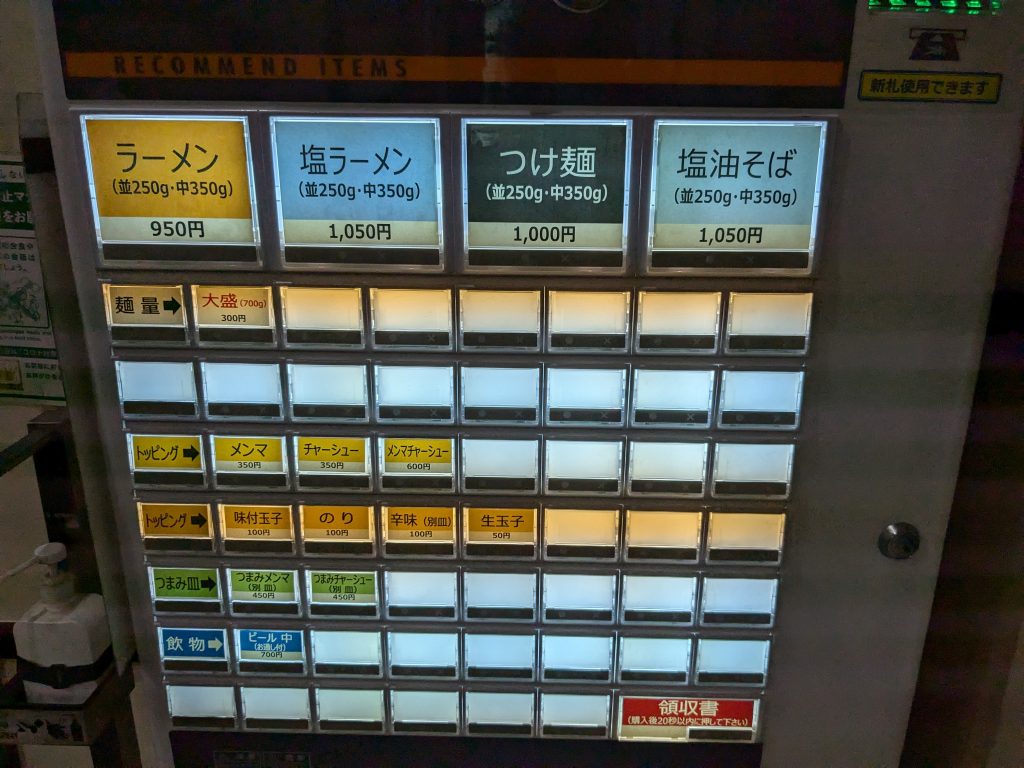 RECOMMEND ITEMS
新札使用できます
ラーメン
(並250g・中350g)
950円
塩ラーメン
(並250g・中350g)
1,050円
つけ麺
(並250g・中350g)
1,000円
塩油そば
(並250g・中350g)
1,050円
麺量➡
大盛(700g)
300円
トッピング➡
メンマ
350円
チャーシュー
350円
メンマチャーシュー
600円
トッピング➡
味付玉子
100円
のり
100円
辛味(別皿)
100円
生玉子
50円
つまみ皿➡
つまみメンマ
(別皿)
450円
つまみチャーシュー
(別皿)
450円
飲物➡
ビール中
(お通し付)
700円
領収書
(購入後20秒以内に押して下さい)